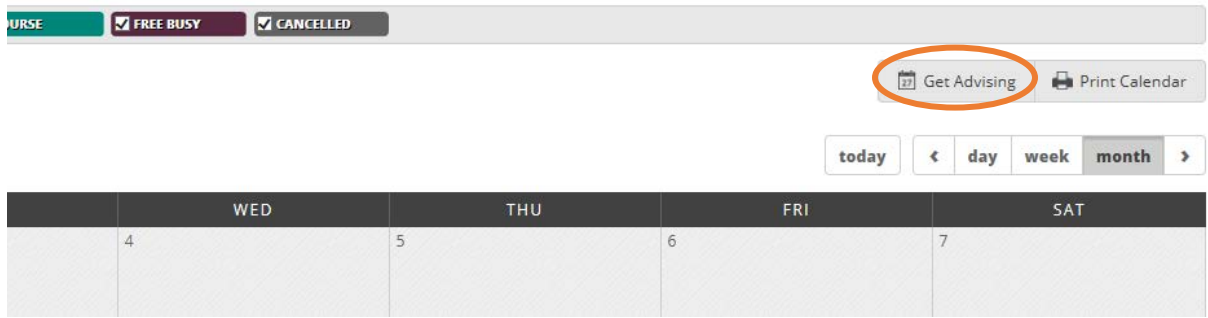 FREE BUSY CANCELLED
Get Advising Print Calendar
today day week month
WED THU FRI SAT
4 5 6 7